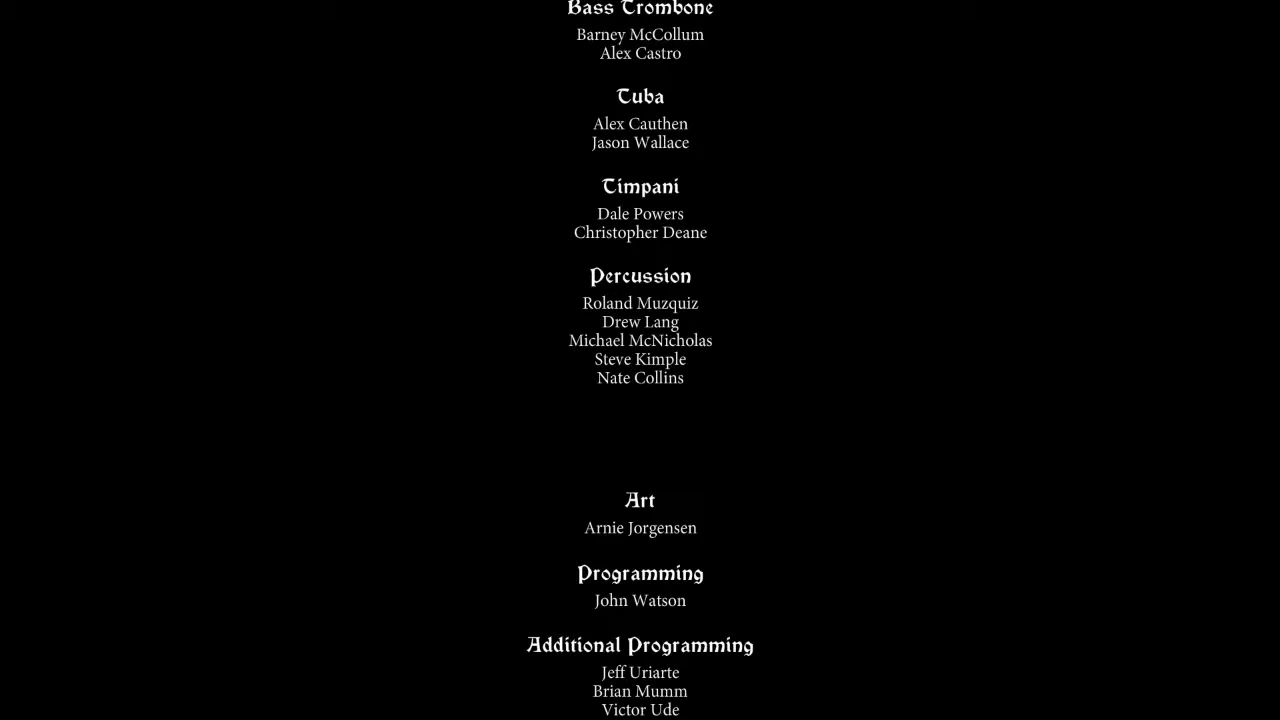 Bass Trombone
Barney McCollum
Alex Castro
Tuba
Alex Cauthen
Jason Wallace
Timpani
Dale Powers
Christopher Deane
Percussion
Roland Muzquiz
Drew Lang
Michael McNicholas
Steve Kimple
Nate Collins
Art
Arnie Jorgensen
Programming
John Watson
Additional Programming
Jeff Uriarte
Brian Mumm
Victor Ude